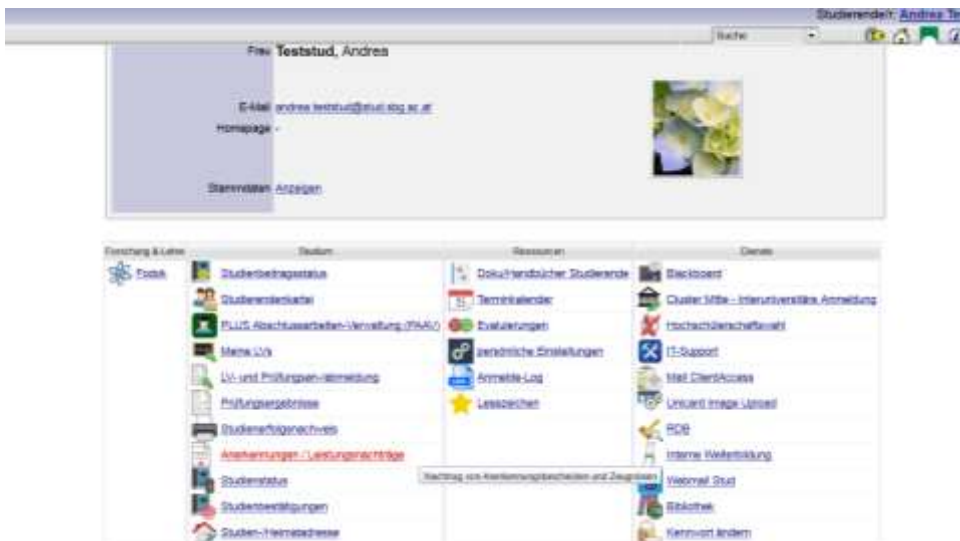 Studierende/r: Andrea Te
Suche
Frau Teststud, Andrea
E-Mail andrea.teststud@stud.sbg.ac.at
Homepage -
Stammdaten Anzeigen
Forschung & Lehre Studium Ressourcen Dienste
Fodok Studienbeitragsstatus Doku/Handbücher Studierende Blackboard
Studierendenkartei Terminkalender Cluster Mitte - Interuniversitäre Anmeldung
PLUS Abschlussarbeiten-Verwaltung (PAAV) Evaluierungen Hochschülerschaftswahl
Meine LVs persönliche Einstellungen IT-Support
LV- und Prüfungsan-/abmeldung Anmelde-Log Mail ClientAccess
Prüfungsergebnisse Lesezeichen Unicard Image Upload
Studienerfolgsnachweis RDB
Anerkennungen / Leistungsnachträge Interne Weiterbildung
Nachtrag von Anerkennungsbescheiden und Zeugnissen
Studienstatus Webmail Stud
Studienbestätigungen Bibliothek
Studien-/Heimatadresse Kennwort ändern